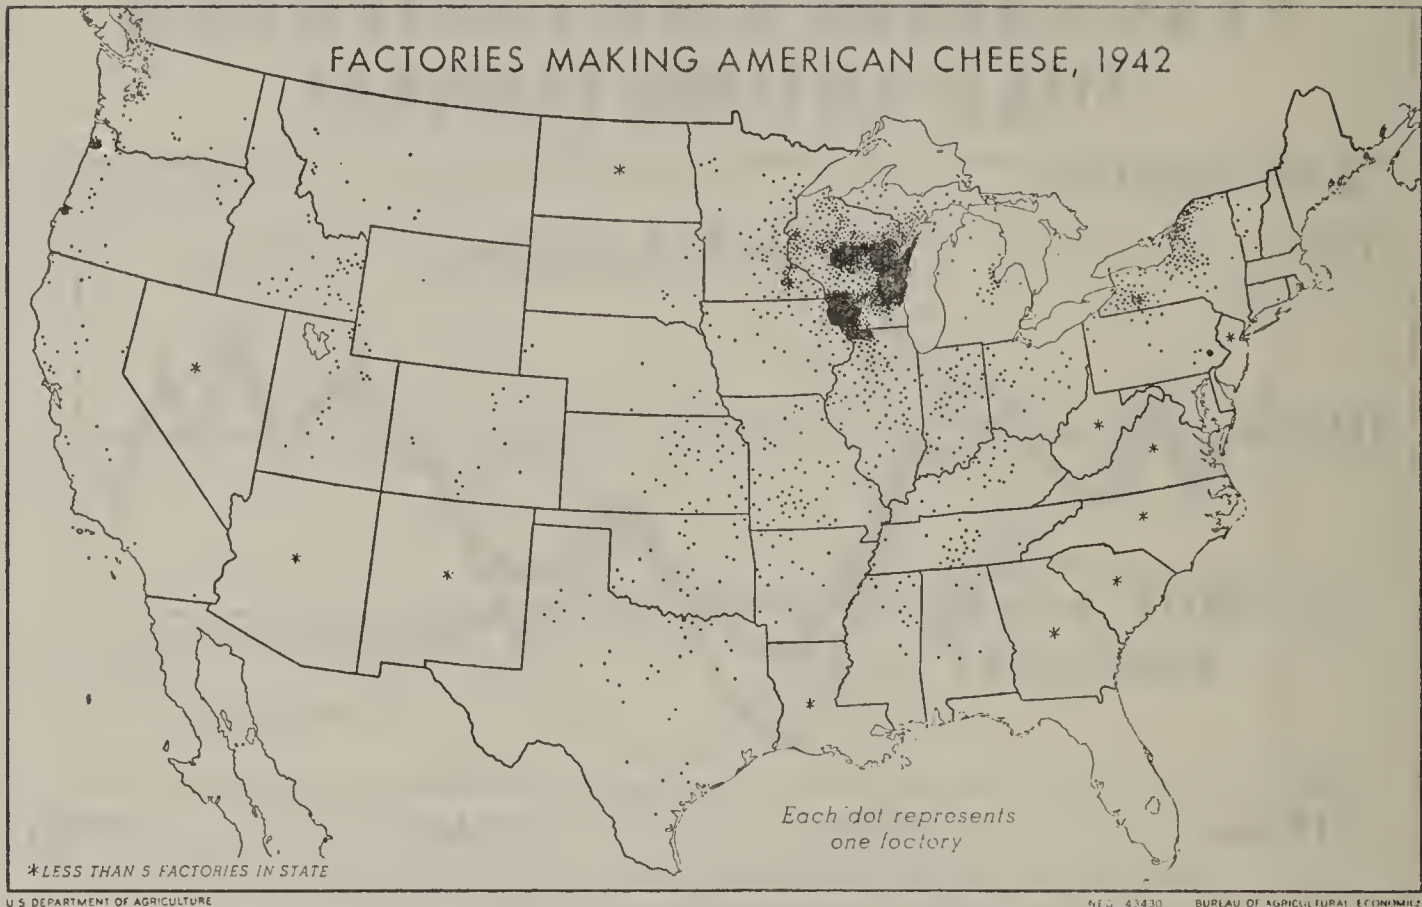 FACTORIES MAKING AMERICAN CHEESE, 1942
Each dot represents
one factory
*LESS THAN 5 FACTORIES IN STATE
U.S. DEPARTMENT OF AGRICULTURE
NEG. 43430 BUREAU OF AGRICULTURAL ECONOMICS